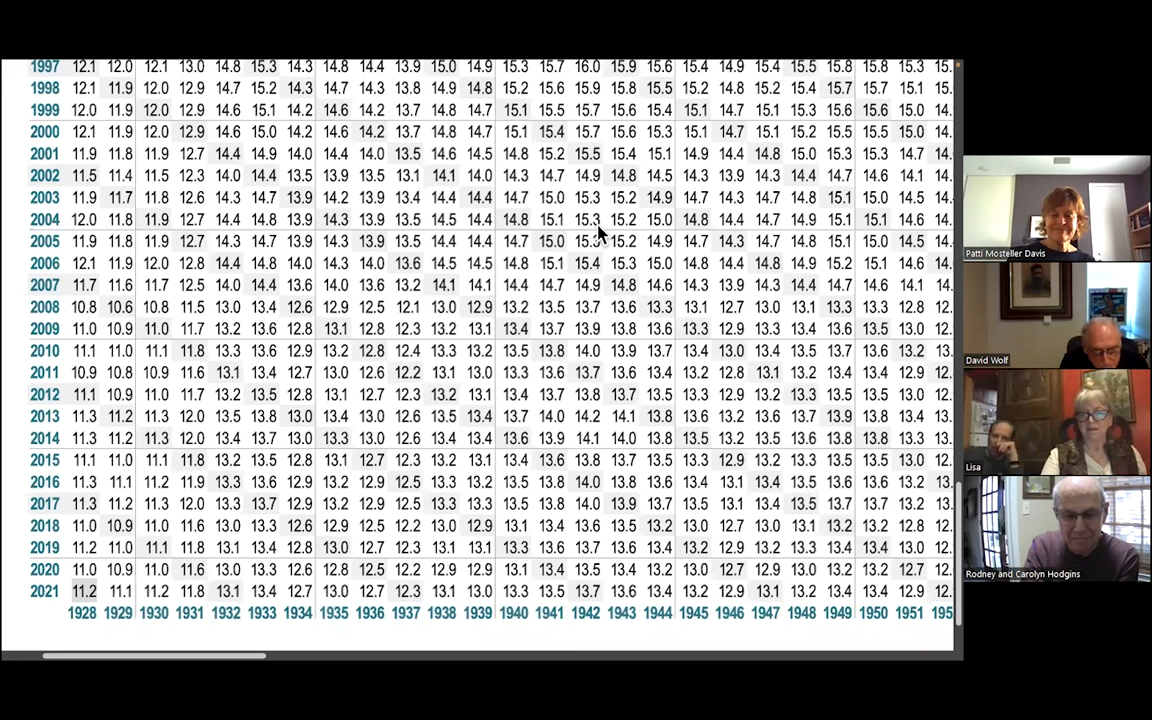 1997 12.1 12.0 12.1 13.0 14.8 15.3 14.3 14.8 14.4 13.9 15.0 14.9 15.3 15.7 16.0 15.9 15.6 15.4 14.9 15.4 15.5 15.8 15.8 15.3 15.
1998 12.1 11.9 12.0 12.9 14.7 15.2 14.3 14.7 14.3 13.8 14.9 14.8 15.2 15.6 15.9 15.8 15.5 15.2 14.8 15.2 15.4 15.7 15.7 15.1 15.
1999 12.0 11.9 12.0 12.9 14.6 15.1 14.2 14.6 14.2 13.7 14.8 14.7 15.1 15.5 15.7 15.6 15.4 15.1 14.7 15.1 15.3 15.6 15.6 15.0 14.
2000 12.1 11.9 12.0 12.9 14.6 15.0 14.2 14.6 14.2 13.7 14.8 14.7 15.1 15.4 15.7 15.6 15.3 15.1 14.7 15.1 15.2 15.5 15.5 15.0 14.
2001 11.9 11.8 11.9 12.7 14.4 14.9 14.0 14.4 14.0 13.5 14.6 14.5 14.8 15.2 15.5 15.4 15.1 14.9 14.4 14.8 15.0 15.3 15.3 14.7 14.
2002 11.5 11.4 11.5 12.3 14.0 14.4 13.5 13.9 13.5 13.1 14.1 14.0 14.3 14.7 14.9 14.8 14.5 14.3 13.9 14.3 14.4 14.7 14.6 14.1 14.
2003 11.9 11.7 11.8 12.6 14.3 14.7 13.9 14.2 13.9 13.4 14.4 14.4 14.7 15.0 15.3 15.2 14.9 14.7 14.3 14.7 14.8 15.1 15.0 14.5 14.
2004 12.0 11.8 11.9 12.7 14.4 14.8 13.9 14.3 13.9 13.5 14.5 14.4 14.8 15.1 15.3 15.2 15.0 14.8 14.4 14.7 14.9 15.1 15.1 14.6 14.
2005 11.9 11.8 11.9 12.7 14.3 14.7 13.9 14.3 13.9 13.5 14.4 14.4 14.7 15.0 15.2 14.9 14.7 14.3 14.7 14.8 15.1 15.0 14.5 14.
2006 12.1 11.9 12.0 12.8 14.4 14.8 14.0 14.4 14.0 13.6 14.5 14.5 14.8 15.1 15.4 15.3 15.0 14.8 14.4 14.8 14.9 15.2 15.1 14.6 14.
2007 11.7 11.6 11.7 12.5 14.0 14.4 13.6 14.0 13.6 13.2 14.1 14.1 14.4 14.7 14.9 14.8 14.6 14.3 13.9 14.3 14.4 14.7 14.6 14.1 14.
2008 10.8 10.6 10.8 11.5 13.0 13.4 12.6 12.9 12.5 12.1 13.0 12.9 13.2 13.5 13.7 13.6 13.3 13.1 12.7 13.0 13.1 13.3 13.3 12.8 12.
2009 11.0 10.9 11.0 11.7 13.2 13.6 12.8 13.1 12.8 12.3 13.2 13.1 13.4 13.7 13.9 13.8 13.6 13.3 12.9 13.3 13.4 13.6 13.5 13.0 12.
2010 11.1 11.0 11.1 11.8 13.3 13.6 12.9 13.2 12.8 12.4 13.3 13.2 13.5 13.8 14.0 13.9 13.7 13.4 13.0 13.4 13.5 13.7 13.6 13.2 13.
2011 10.9 10.8 10.9 11.6 13.1 13.4 12.7 13.0 12.6 12.2 13.1 13.0 13.3 13.6 13.7 13.6 13.4 13.2 12.8 13.1 13.2 13.4 13.4 12.9 12.
2012 11.1 10.9 11.0 11.7 13.2 13.5 12.8 13.1 12.7 12.3 13.2 13.1 13.4 13.7 13.8 13.7 13.5 13.3 12.9 13.2 13.3 13.5 13.5 13.0 12.
2013 11.3 11.2 11.3 12.0 13.5 13.8 13.0 13.4 13.0 12.6 13.5 13.4 13.7 14.0 14.2 14.1 13.8 13.6 13.2 13.6 13.7 13.9 13.8 13.4 13.
2014 11.3 11.2 11.3 12.0 13.4 13.7 13.0 13.3 13.0 12.6 13.4 13.4 13.6 13.9 14.1 14.0 13.8 13.5 13.2 13.5 13.6 13.8 13.8 13.3 13.
2015 11.1 11.0 11.1 11.8 13.2 13.5 12.8 13.1 12.7 12.3 13.2 13.1 13.4 13.6 13.8 13.7 13.5 13.3 12.9 13.2 13.3 13.5 13.5 13.0 12.
2016 11.3 11.1 11.2 11.9 13.3 13.6 12.9 13.2 12.9 12.5 13.3 13.2 13.5 13.8 14.0 13.8 13.6 13.4 13.1 13.4 13.5 13.6 13.6 13.2 13.
2017 11.3 11.2 11.3 12.0 13.3 13.7 12.9 13.2 12.9 12.5 13.3 13.3 13.5 13.8 14.0 13.9 13.7 13.5 13.1 13.4 13.5 13.7 13.7 13.2 13.
2018 11.0 10.9 11.0 11.6 13.0 13.3 12.6 12.9 12.5 12.2 13.0 12.9 13.1 13.4 13.6 13.5 13.2 13.0 12.7 13.0 13.1 13.2 13.2 12.8 12.
2019 11.2 11.0 11.1 11.8 13.1 13.4 12.8 13.0 12.7 12.3 13.1 13.1 13.3 13.6 13.7 13.6 13.4 13.2 12.9 13.2 13.3 13.4 13.4 13.0 12.
2020 11.0 10.9 11.0 11.6 13.0 13.3 12.6 12.8 12.5 12.2 12.9 12.9 13.1 13.4 13.5 13.4 13.2 13.0 12.7 12.9 13.0 13.2 13.2 12.7 12.
2021 11.2 11.1 11.2 11.8 13.1 13.4 12.7 13.0 12.7 12.3 13.1 13.0 13.3 13.5 13.7 13.6 13.4 13.2 12.9 13.1 13.2 13.4 13.4 12.9 12.
1928 1929 1930 1931 1932 1933 1934 1935 1936 1937 1938 1939 1940 1941 1942 1943 1944 1945 1946 1947 1948 1949 1950 1951 195
Patti Mosteller Davis
David Wolf
Lisa
Rodney and Carolyn Hodgins